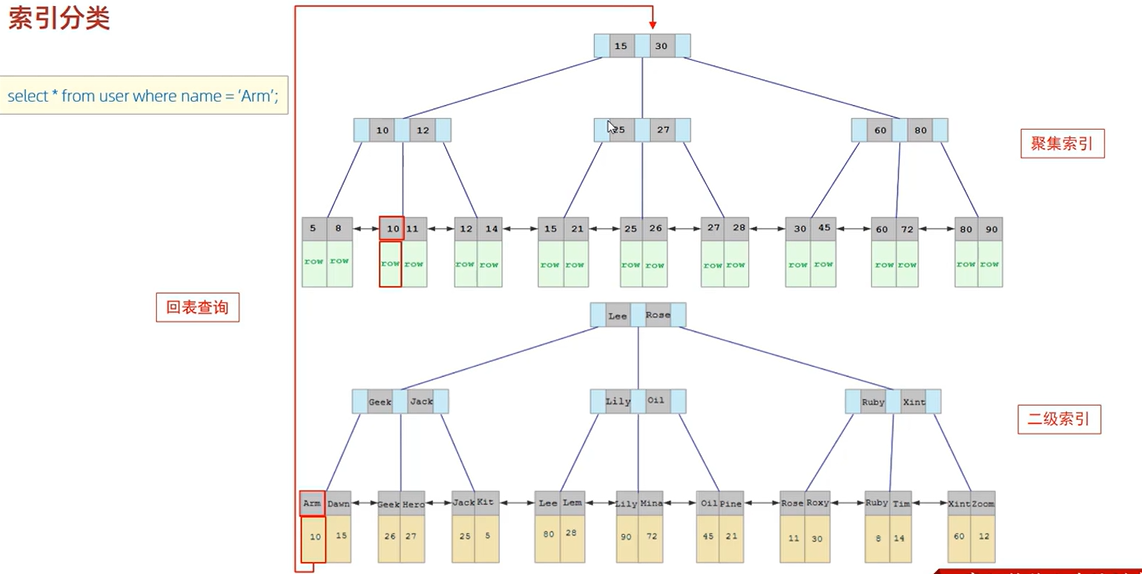 索引分类
select * from user where name = 'Arm';
15 30
10 12
25 27
60 80
聚集索引
5 8 10 11 12 14 15 21 25 26 27 28 30 45 60 72 80 90
row row row row row row row row row row row row row row row row row row
回表查询
Lee Rose
Geek Jack
Lily Oil
Ruby Xint
二级索引
Arm Dawn Geek Hero Jack Kit Lee Lem Lily Mina Oil Pine Rose Roxy Ruby Tim Xint Zoom
10 15 26 27 25 5 80 28 90 72 45 21 11 30 8 14 60 12